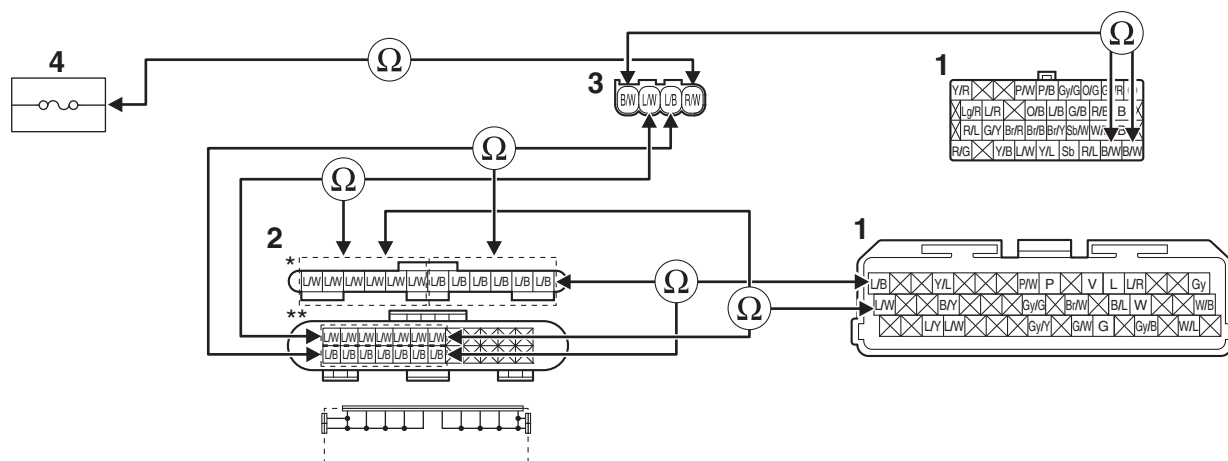 Ω
Ω
4
3
B/W L/W L/B R/W
1
Y/R P/W P/B Gy/G O/G
Lg/R L/R O/B L/B G/B R/B B
R/L G/Y Br/R Br/B Br/Y Sb/W
R/G Y/B L/W Y/L Sb R/L B/W B/W
Ω
Ω
2
*
L/W L/W L/W L/W L/W L/W L/B L/B L/B L/B L/B L/B
Ω
Ω
**
L/W L/W L/W L/W L/W L/W L/W
L/B L/B L/B L/B L/B L/B L/B
1
L/B Y/L P/W P V L L/R Gy
L/W B/Y Gy/G Br/W B/L W W/B
L/Y L/W Gy/Y G/W G Gy/B W/L